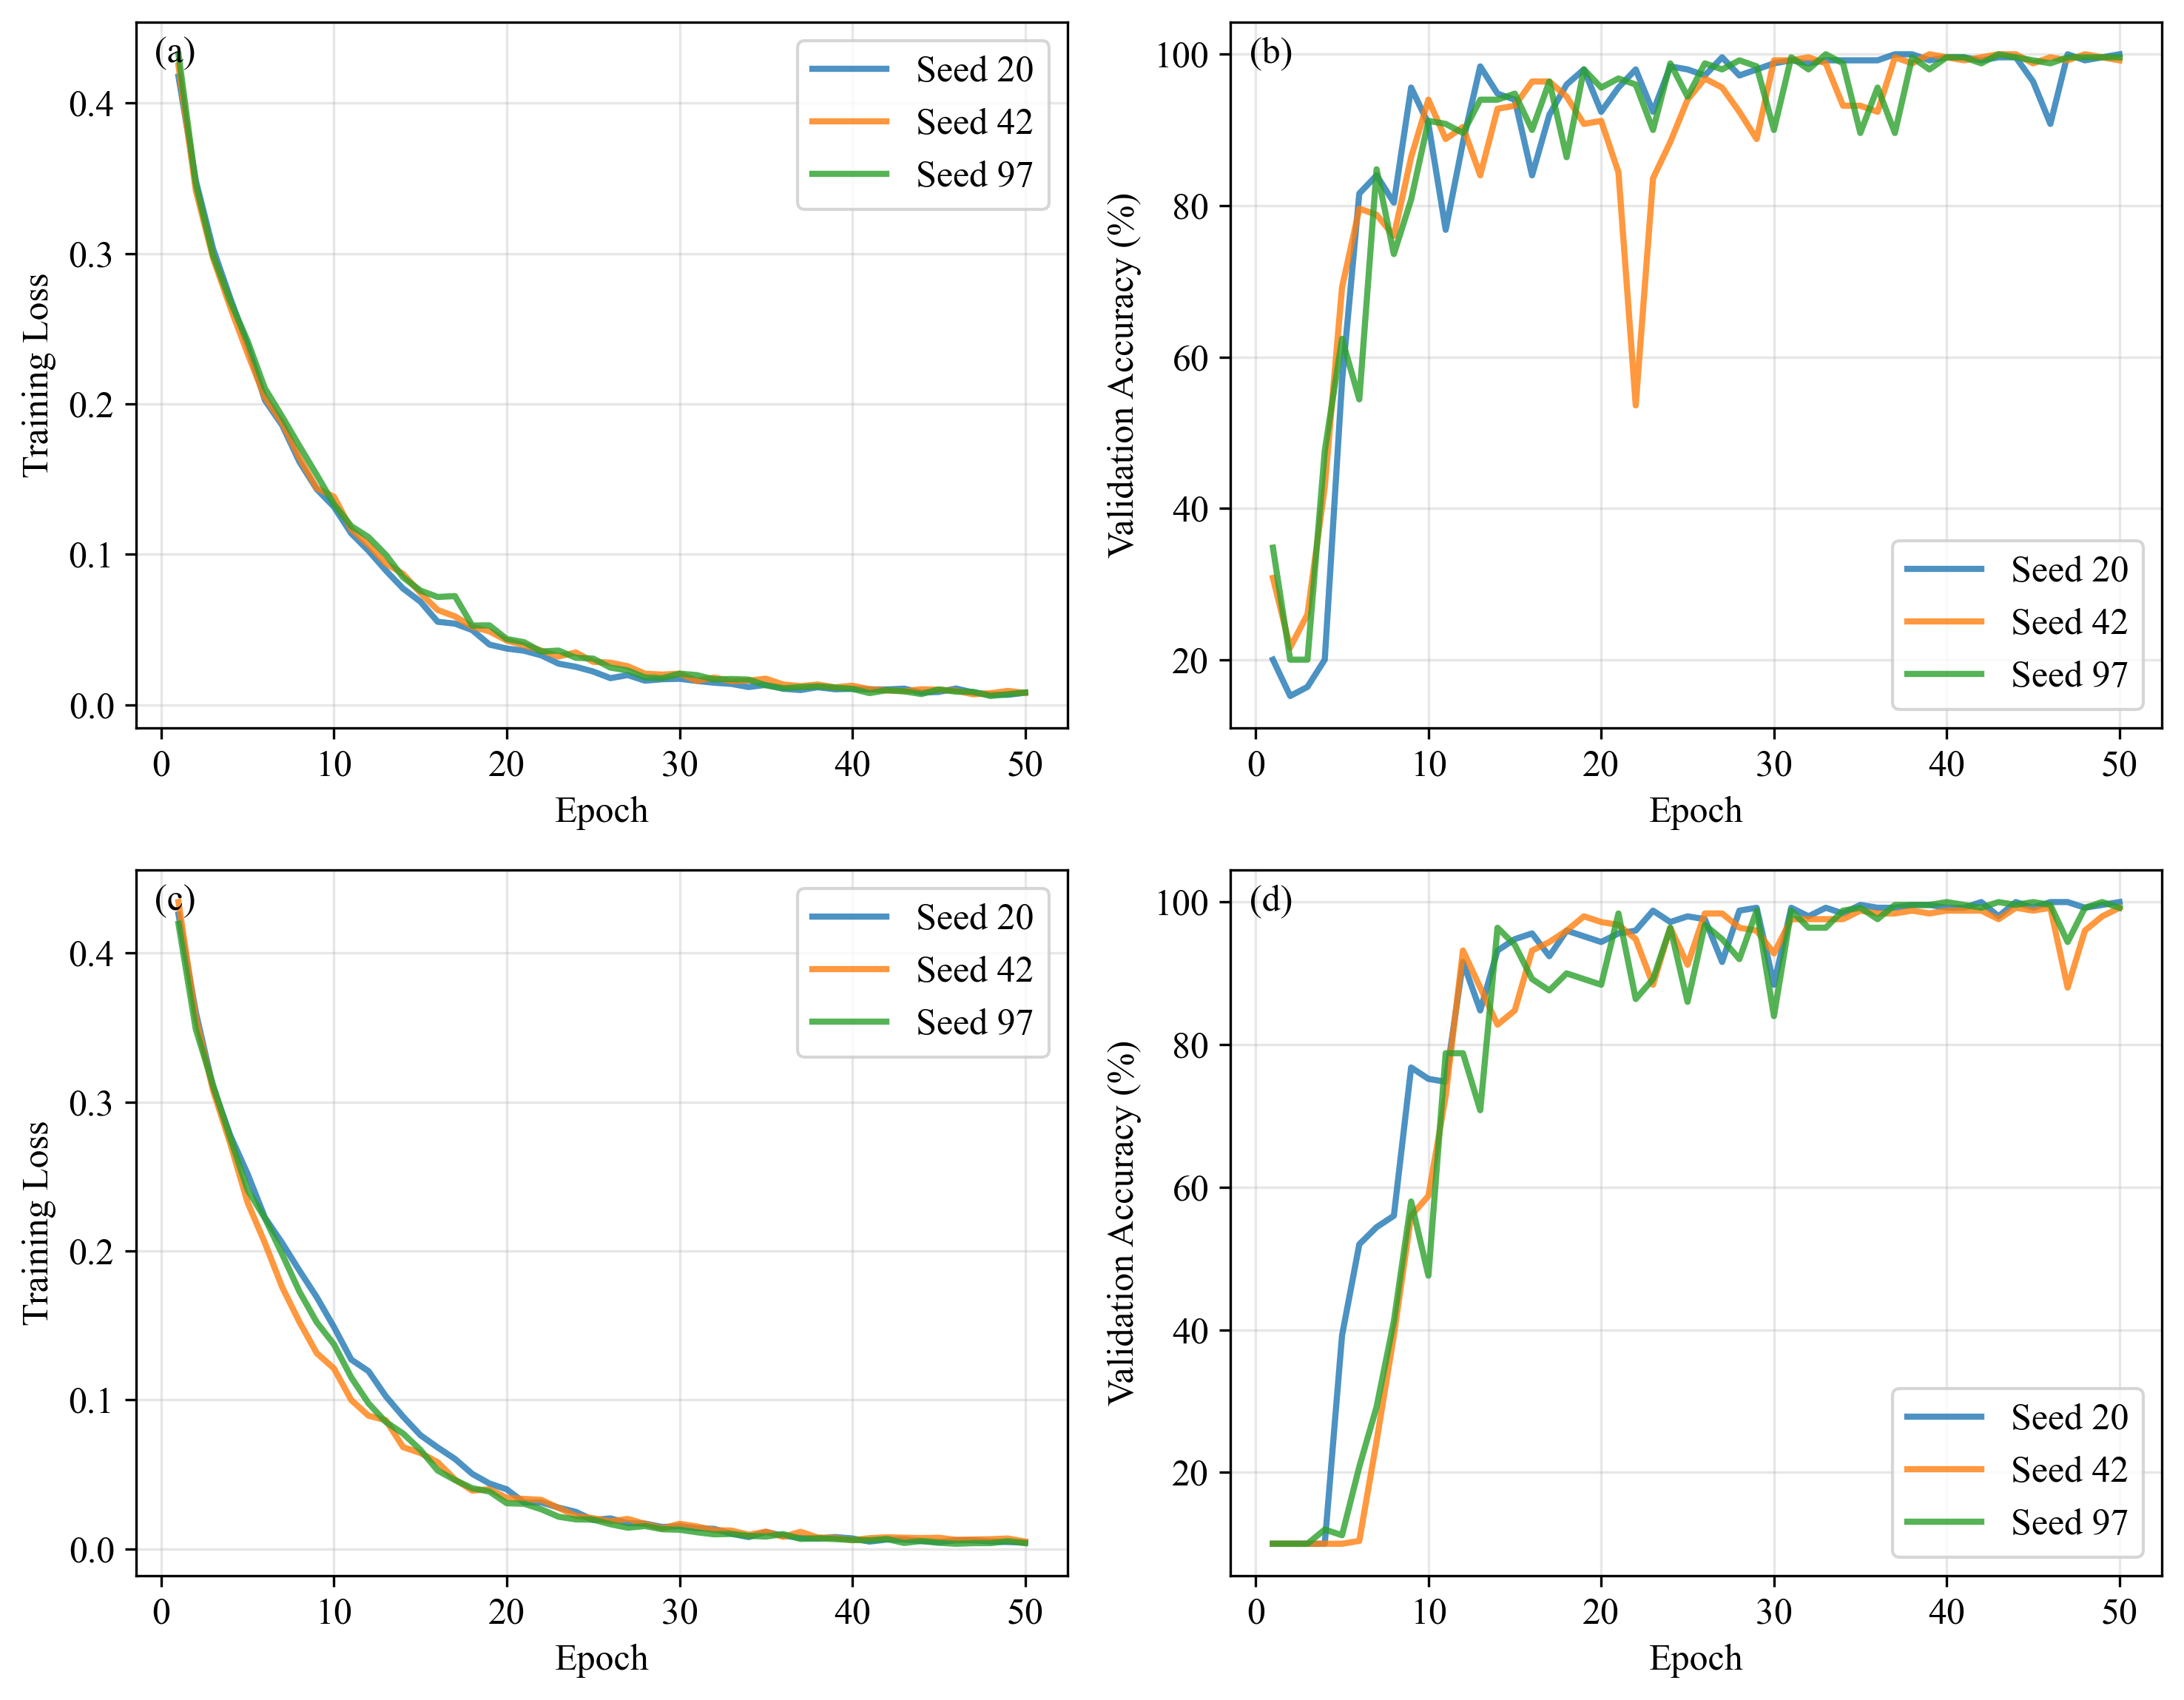 (a)
Seed 20
Seed 42
Seed 97
0.4
0.3
0.2
0.1
0.0
Training Loss
0 10 20 30 40 50
Epoch
(b)
100
80
60
40
20
Validation Accuracy (%)
Seed 20
Seed 42
Seed 97
0 10 20 30 40 50
Epoch
(c)
Seed 20
Seed 42
Seed 97
0.4
0.3
0.2
0.1
0.0
Training Loss
0 10 20 30 40 50
Epoch
(d)
100
80
60
40
20
Validation Accuracy (%)
Seed 20
Seed 42
Seed 97
0 10 20 30 40 50
Epoch